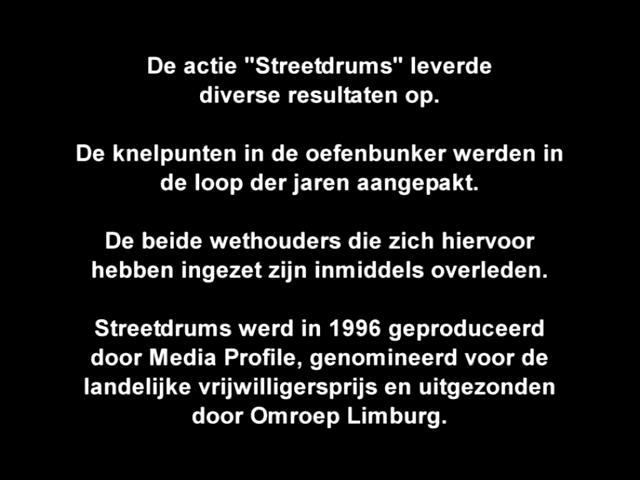 De actie "Streetdrums" leverde
diverse resultaten op.
De knelpunten in de oefenbunker werden in
de loop der jaren aangepakt.
De beide wethouders die zich hiervoor
hebben ingezet zijn inmiddels overleden.
Streetdrums werd in 1996 geproduceerd
door Media Profile, genomineerd voor de
landelijke vrijwilligersprijs en uitgezonden
door Omroep Limburg.